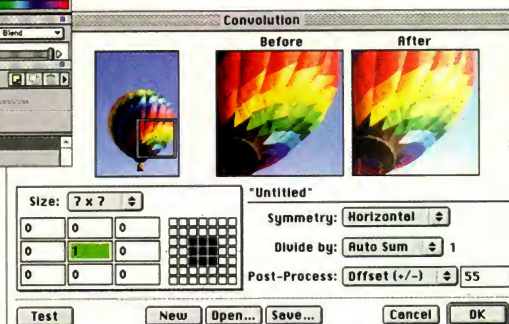 Blend
Convolution
Before
After
Size: 7 x 7
0 0 0
0 1 0
0 0 0
"Untitled"
Symmetry: Horizontal
Divide by: Auto Sum 1
Post-Process: Offset (+/-) 55
Test
New
Open...
Save...
Cancel
OK